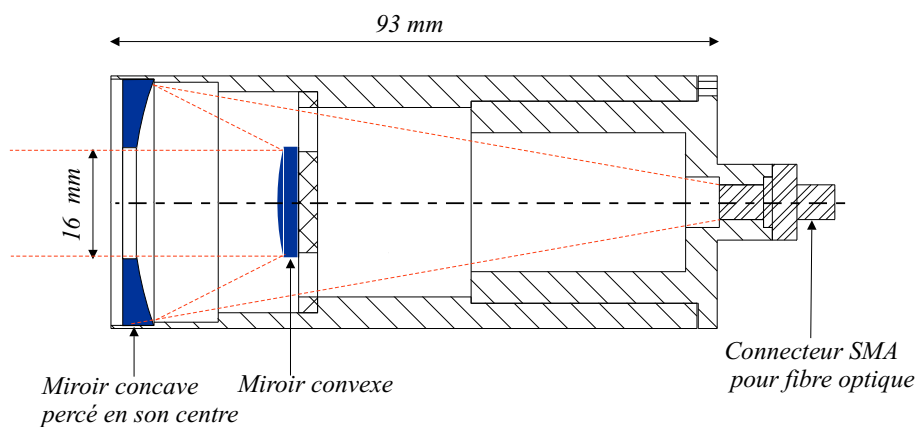 93 mm
16 mm
Miroir concave
percé en son centre
Miroir convexe
Connecteur SMA
pour fibre optique